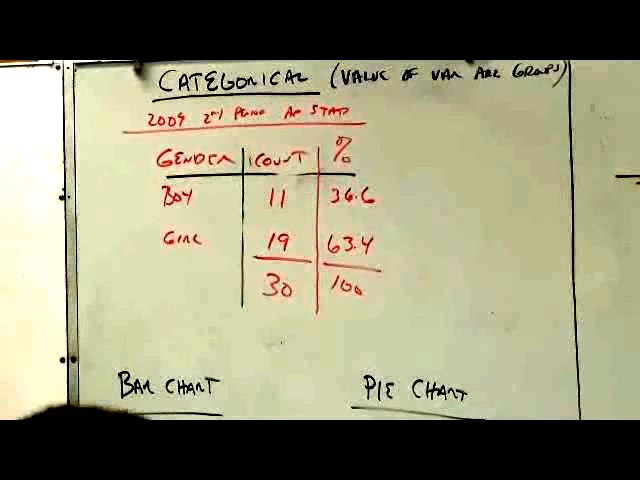 CATEGORICAL (VALUE OF VAR ARE GROUPS)
2009 2nd PERIOD AP STATS
GENDER COUNT %
BOY 11 36.6
GIRL 19 63.4
30 100
BAR CHART PIE CHART